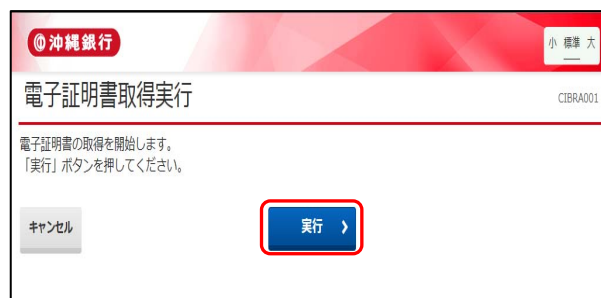 沖縄銀行
小 標準 大
電子証明書取得実行
CIBRA001
電子証明書の取得を開始します。
「実行」ボタンを押してください。
キャンセル
実行